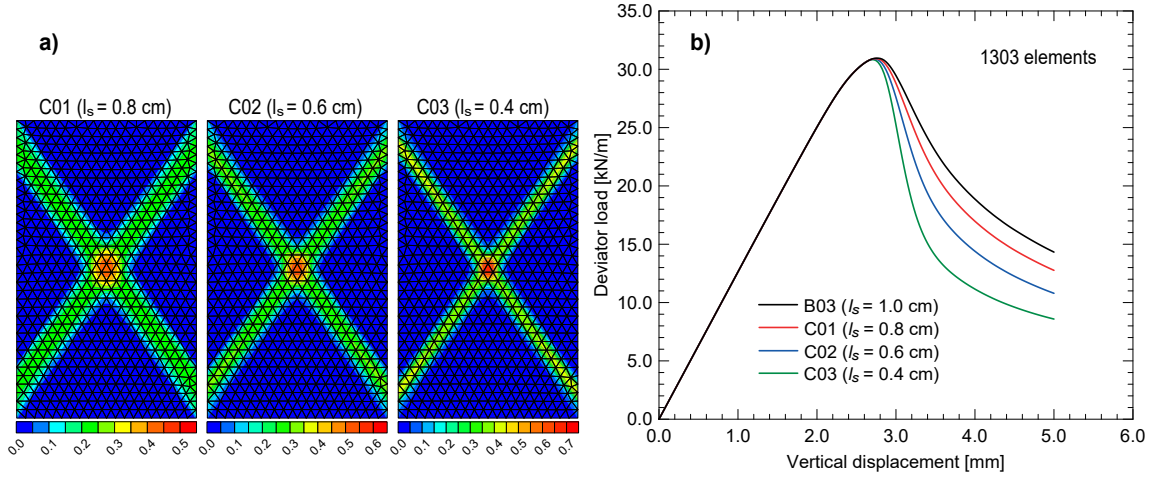 a)
C01 (ls = 0.8 cm)
C02 (ls = 0.6 cm)
C03 (ls = 0.4 cm)
0.0 0.1 0.2 0.3 0.4 0.5
0.0 0.1 0.2 0.3 0.4 0.5 0.6
0.0 0.1 0.2 0.3 0.4 0.5 0.6 0.7
b)
1303 elements
Deviator load [kN/m]
35.0
30.0
25.0
20.0
15.0
10.0
5.0
0.0
B03 (ls = 1.0 cm)
C01 (ls = 0.8 cm)
C02 (ls = 0.6 cm)
C03 (ls = 0.4 cm)
0.0 1.0 2.0 3.0 4.0 5.0 6.0
Vertical displacement [mm]